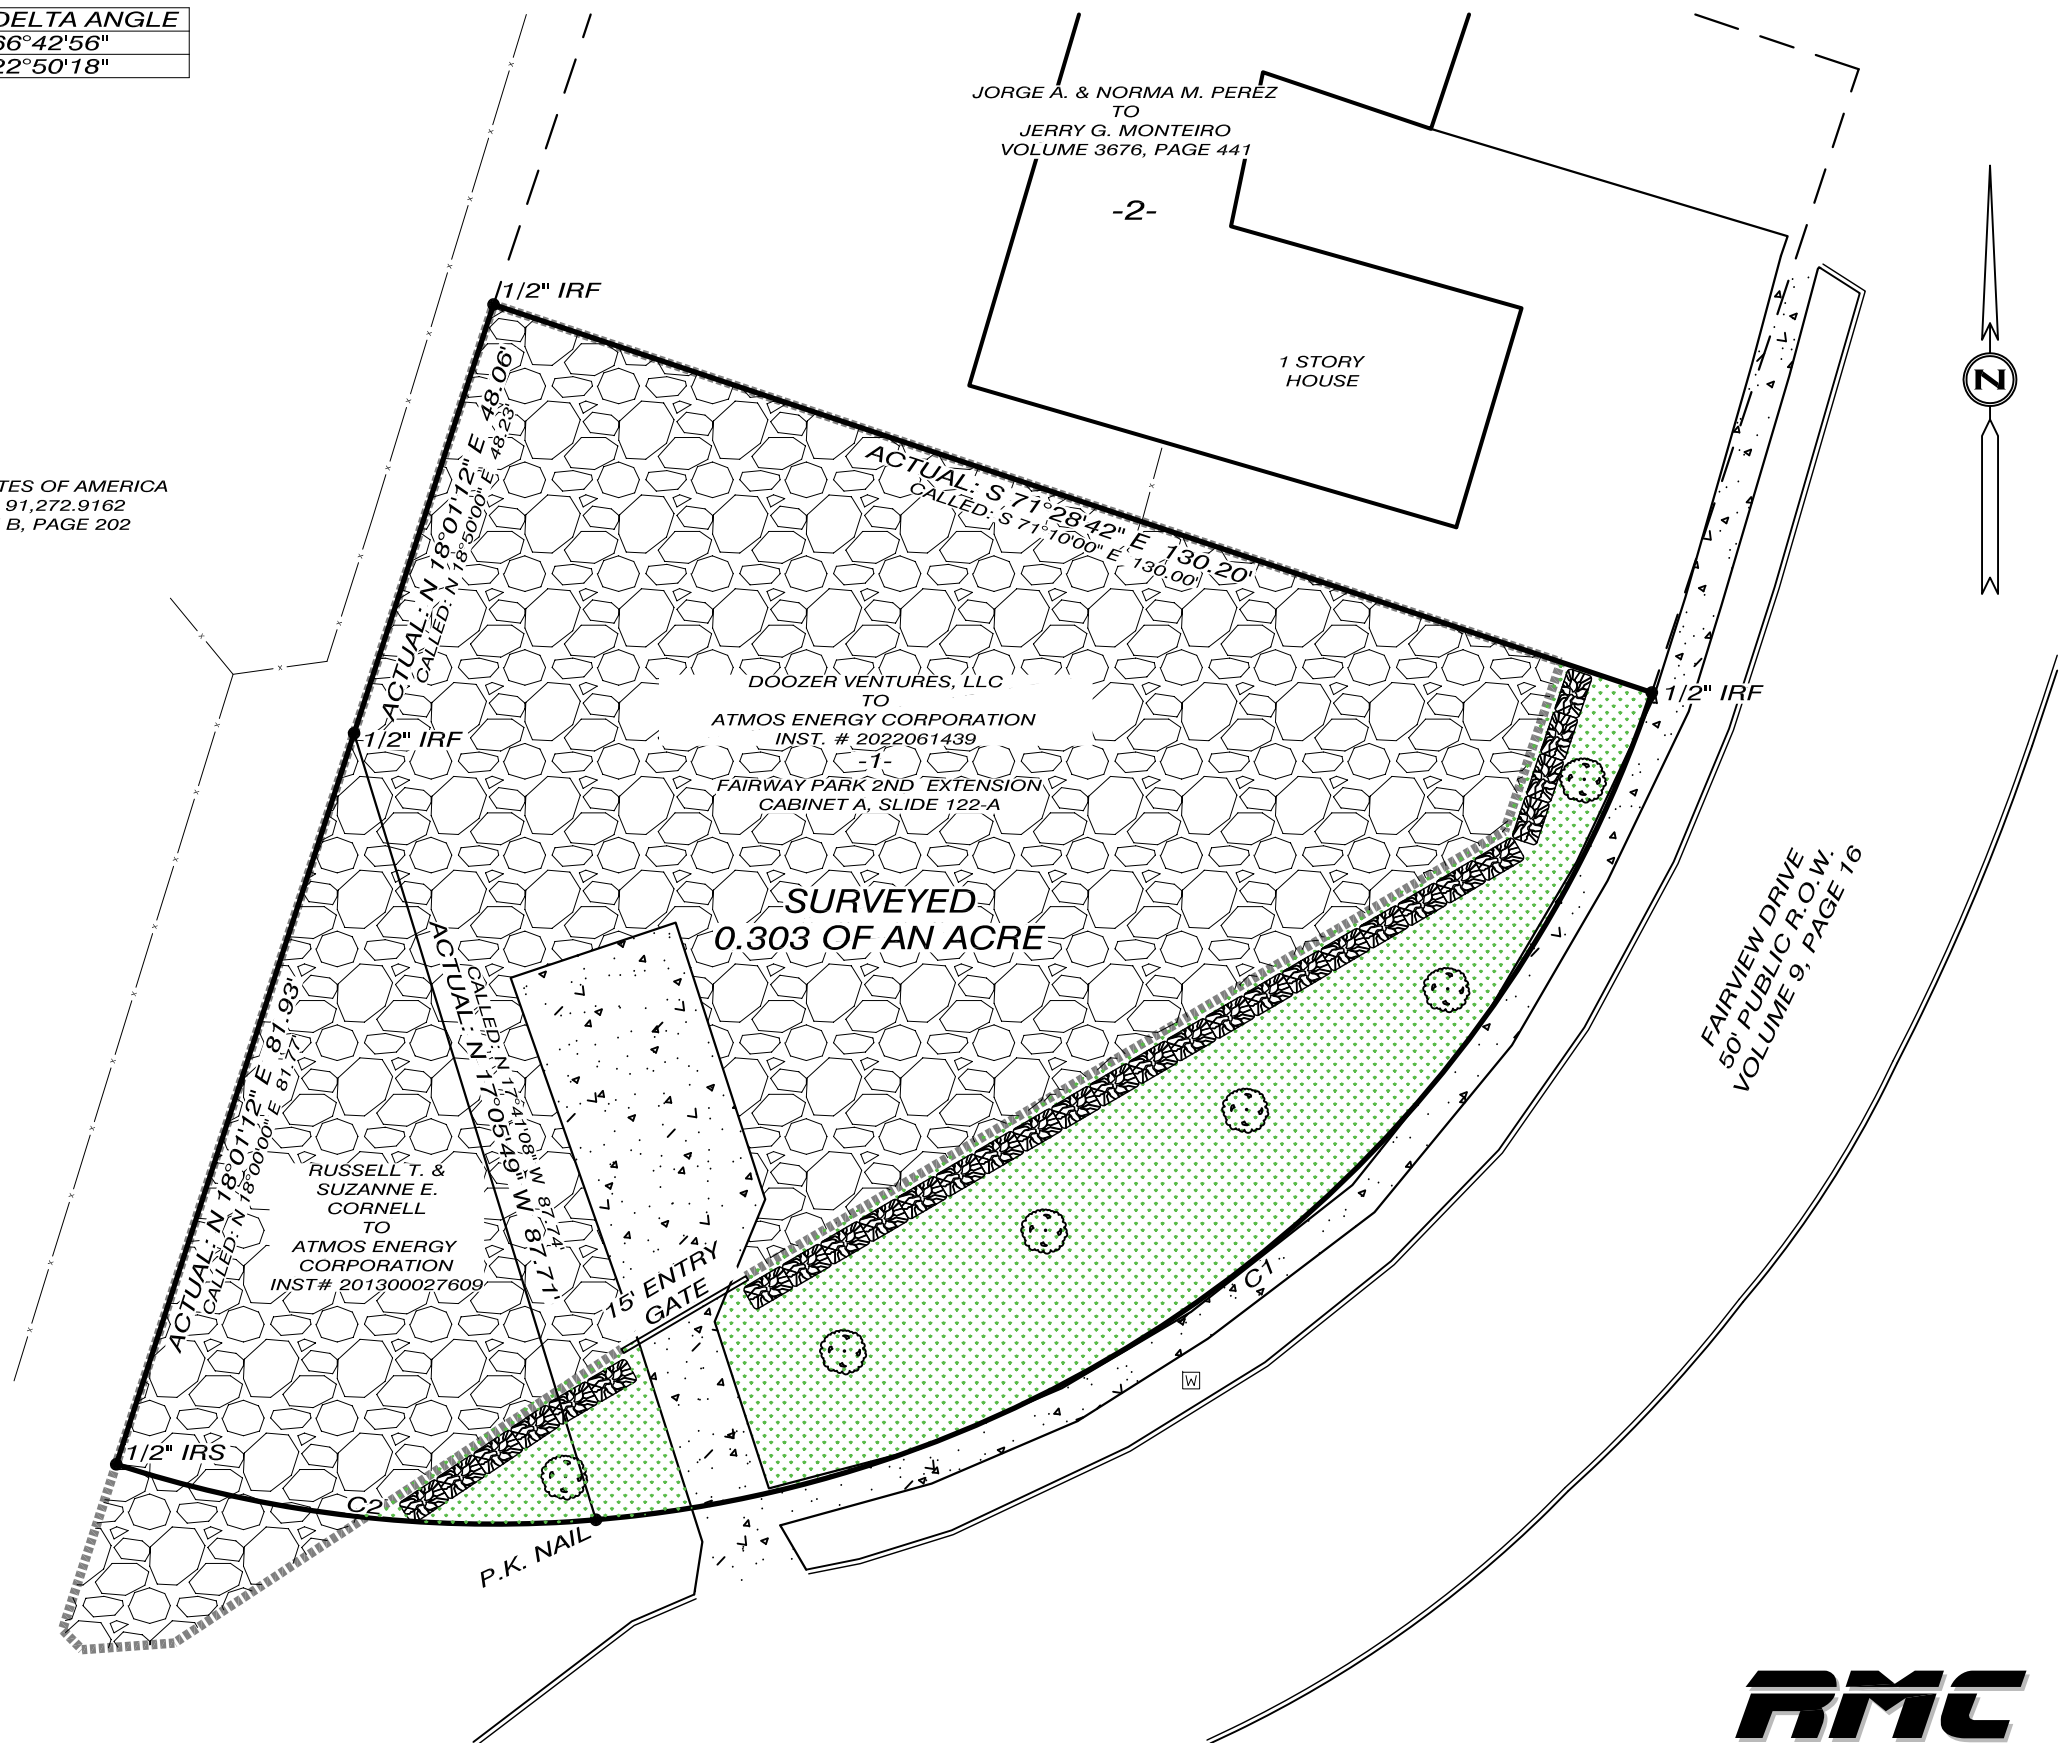 DELTA ANGLE
66°42'56"
22°50'18"
JORGE A. & NORMA M. PEREZ
TO
JERRY G. MONTEIRO
VOLUME 3676, PAGE 441
-2-
1 STORY
HOUSE
N
1/2" IRF
ACTUAL: N 18°01'12" E 48.06'
CALLED: N 18°50'00" E 48.23'
ACTUAL: S 71°28'42" E 130.20'
CALLED: S 71°10'00" E 130.00'
TES OF AMERICA
91,272.9162
B, PAGE 202
1/2" IRF
1/2" IRF
DOOZER VENTURES, LLC
TO
ATMOS ENERGY CORPORATION
INST. # 2022061439
-1-
FAIRWAY PARK 2ND EXTENSION
CABINET A, SLIDE 122-A
SURVEYED
0.303 OF AN ACRE
FAIRVIEW DRIVE
50' PUBLIC R.O.W.
VOLUME 9, PAGE 16
ACTUAL: N 18°01'12" E 81.93'
CALLED: N 18°00'00" E 81.77'
CALLED: N 17°41'08" W 87.74'
ACTUAL: N 17°05'49" W 87.71'
RUSSELL T. &
SUZANNE E.
CORNELL
TO
ATMOS ENERGY
CORPORATION
INST# 201300027609
15' ENTRY
GATE
C1
W
1/2" IRS
C2
P.K. NAIL
RMC